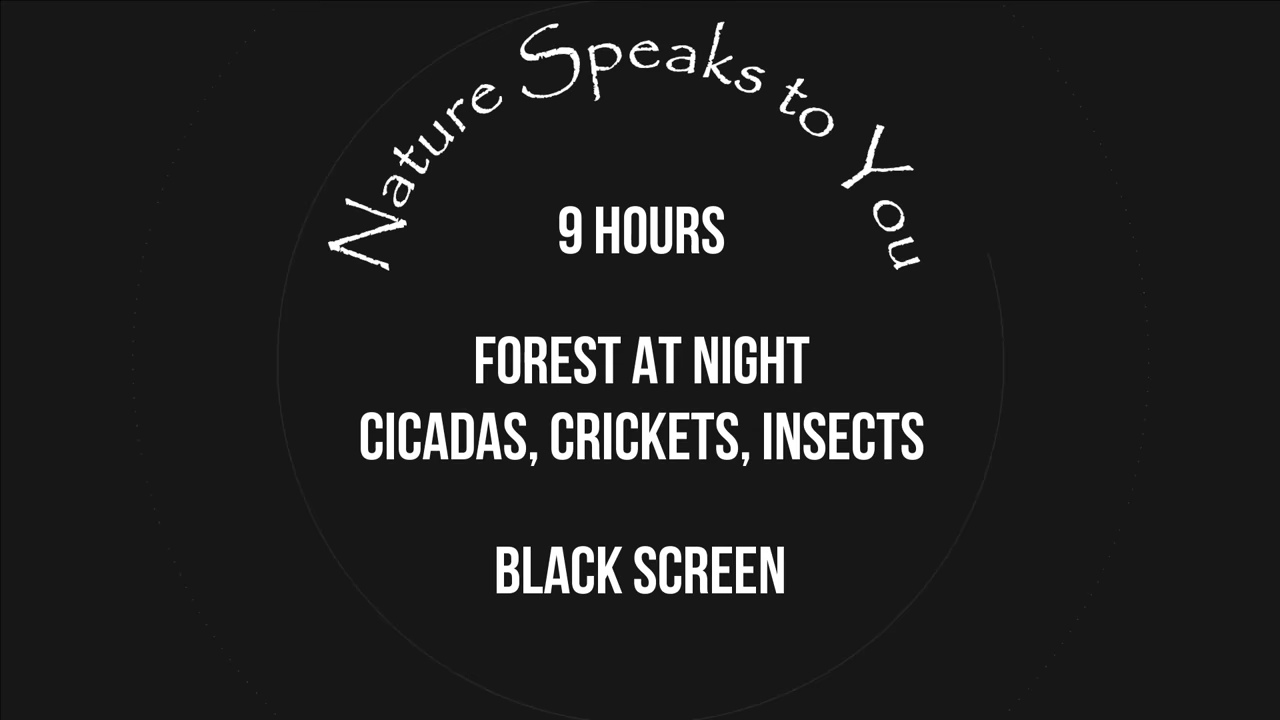 Nature Speaks to You
9 HOURS
FOREST AT NIGHT
CICADAS, CRICKETS, INSECTS
BLACK SCREEN